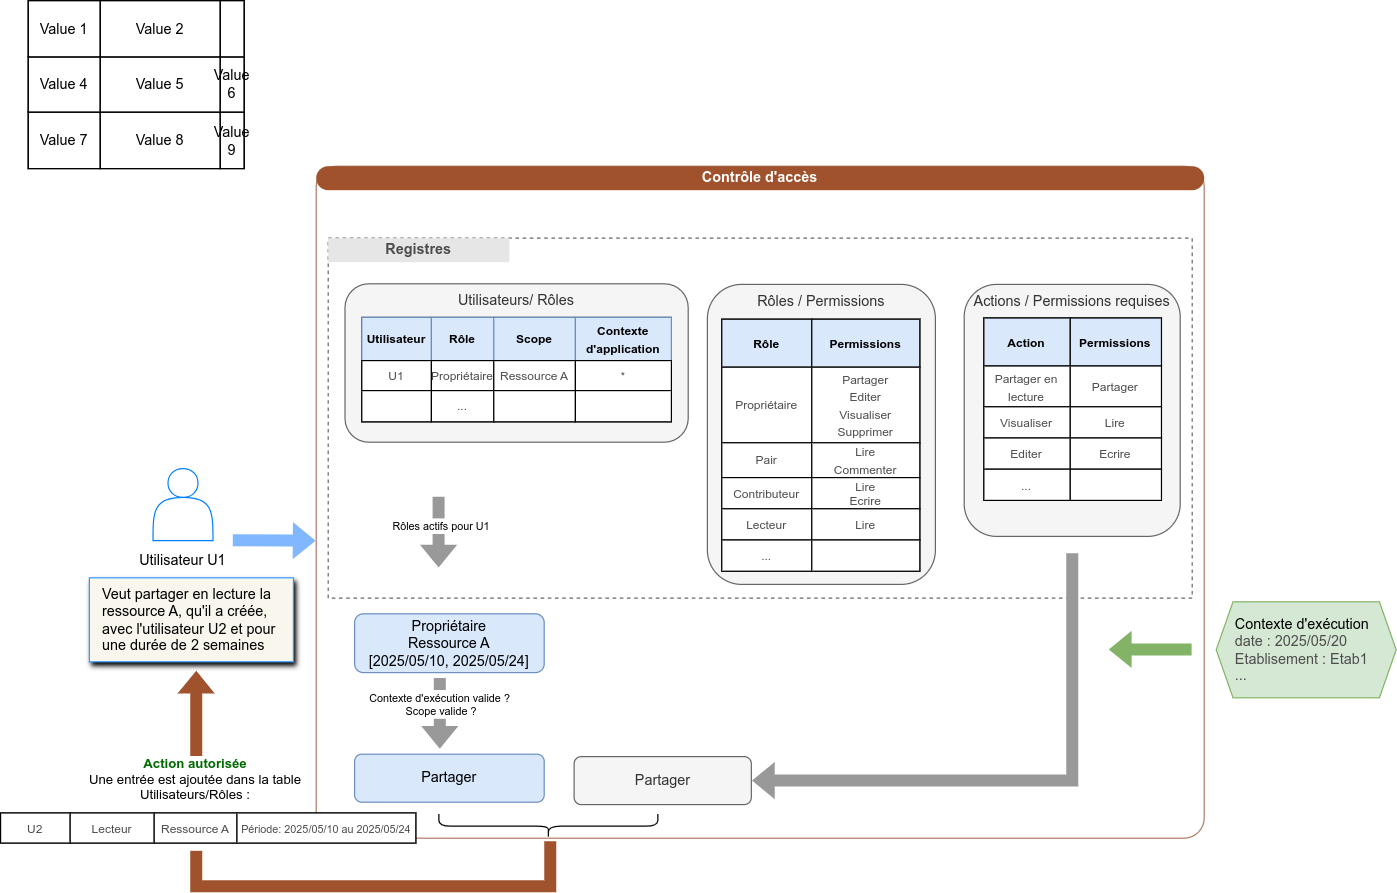 Value 1
Value 2
Value 4
Value 5
Value
6
Value 7
Value 8
Value
9
Contrôle d'accès
Registres
Utilisateurs/ Rôles
Utilisateur
Rôle
Scope
Contexte
d'application
U1
Propriétaire
Ressource A
*
...
Rôles / Permissions
Rôle
Permissions
Propriétaire
Partager
Editer
Visualiser
Supprimer
Pair
Lire
Commenter
Contributeur
Lire
Ecrire
Lecteur
Lire
...
Actions / Permissions requises
Action
Permissions
Partager en
lecture
Partager
Visualiser
Lire
Editer
Ecrire
...
Rôles actifs pour U1
Utilisateur U1
Veut partager en lecture la
ressource A, qu'il a créée,
avec l'utilisateur U2 et pour
une durée de 2 semaines
Propriétaire
Ressource A
[2025/05/10, 2025/05/24]
Contexte d'exécution valide ?
Scope valide ?
Partager
Partager
Contexte d'exécution
date : 2025/05/20
Etablisement : Etab1
...
Action autorisée
Une entrée est ajoutée dans la table
Utilisateurs/Rôles :
U2
Lecteur
Ressource A
Période: 2025/05/10 au 2025/05/24